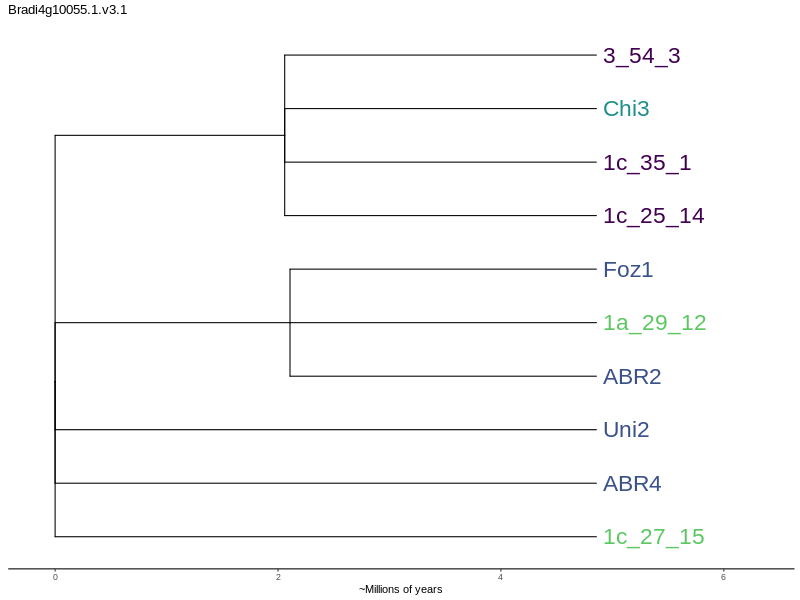 Bradi4g10055.1.v3.1
3_54_3
Chi3
1c_35_1
1c_25_14
Foz1
1a_29_12
ABR2
Uni2
ABR4
1c_27_15
0 2 4 6
~Millions of years